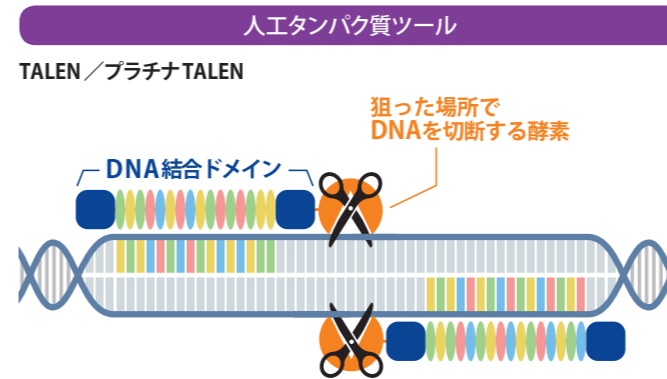 人工タンパク質ツール
TALEN／プラチナTALEN
狙った場所で
DNAを切断する酵素
DNA結合ドメイン